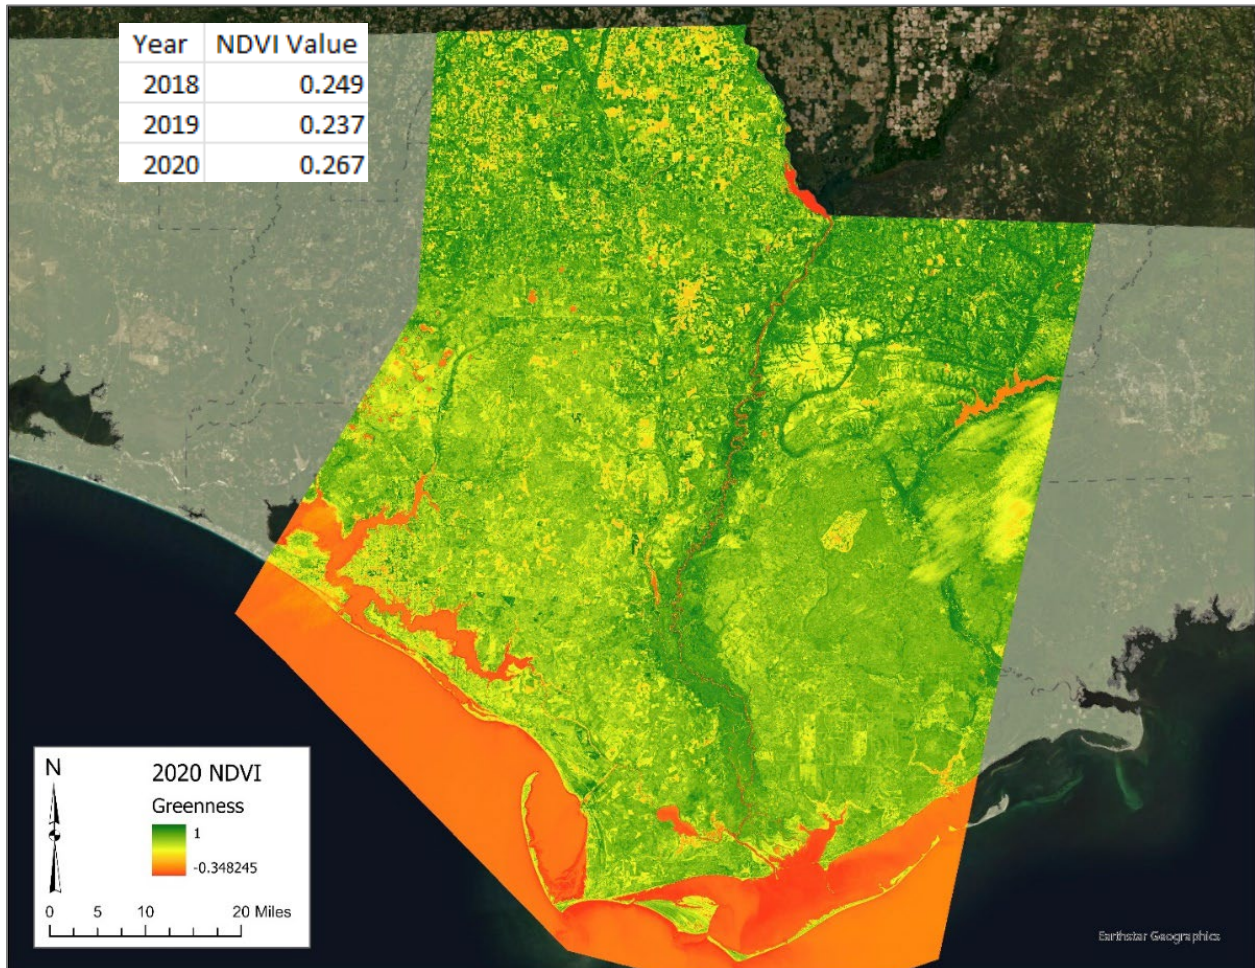 Year NDVI Value
2018 0.249
2019 0.237
2020 0.267
N
2020 NDVI
Greenness
1
-0.348245
0 5 10 20 Miles
Earthstar Geographics